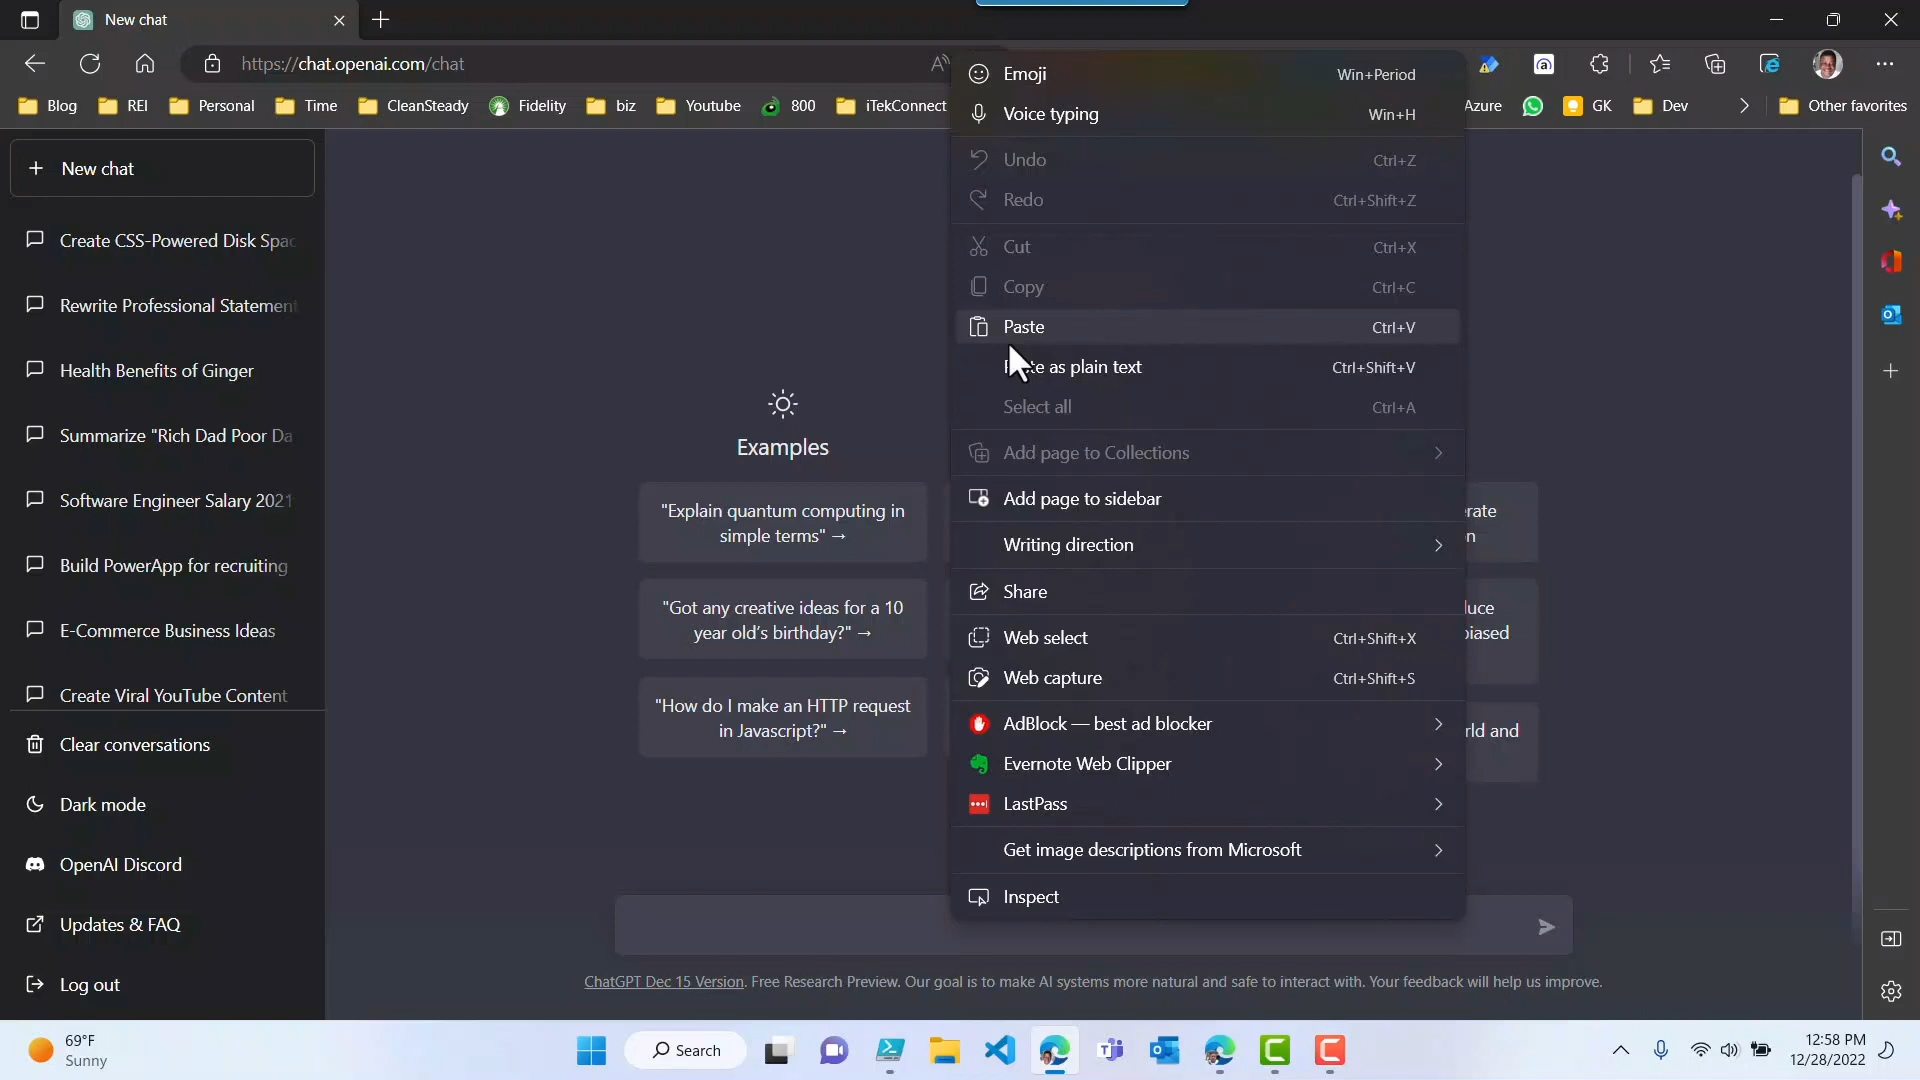 New chat
https://chat.openai.com/chat
Blog
REI
Personal
Time
CleanSteady
Fidelity
biz
Youtube
800
iTekConnect
Azure
GK
Dev
Other favorites
New chat
Create CSS-Powered Disk Spac
Rewrite Professional Statement
Health Benefits of Ginger
Summarize "Rich Dad Poor Da
Software Engineer Salary 2021
Build PowerApp for recruiting
E-Commerce Business Ideas
Create Viral YouTube Content
Clear conversations
Dark mode
OpenAI Discord
Updates & FAQ
Log out
Examples
"Explain quantum computing in
simple terms" →
"Got any creative ideas for a 10
year old's birthday?" →
"How do I make an HTTP request
in Javascript?" →
Emoji Win+Period
Voice typing Win+H
Undo Ctrl+Z
Redo Ctrl+Shift+Z
Cut Ctrl+X
Copy Ctrl+C
Paste Ctrl+V
as plain text Ctrl+Shift+V
Select all Ctrl+A
Add page to Collections
Add page to sidebar
Writing direction
Share
Web select Ctrl+Shift+X
Web capture Ctrl+Shift+S
AdBlock — best ad blocker
Evernote Web Clipper
LastPass
Get image descriptions from Microsoft
Inspect
erate
n
luce
biased
rld and
ChatGPT Dec 15 Version. Free Research Preview. Our goal is to make AI systems more natural and safe to interact with. Your feedback will help us improve.
69°F
Sunny
Search
12:58 PM
12/28/2022